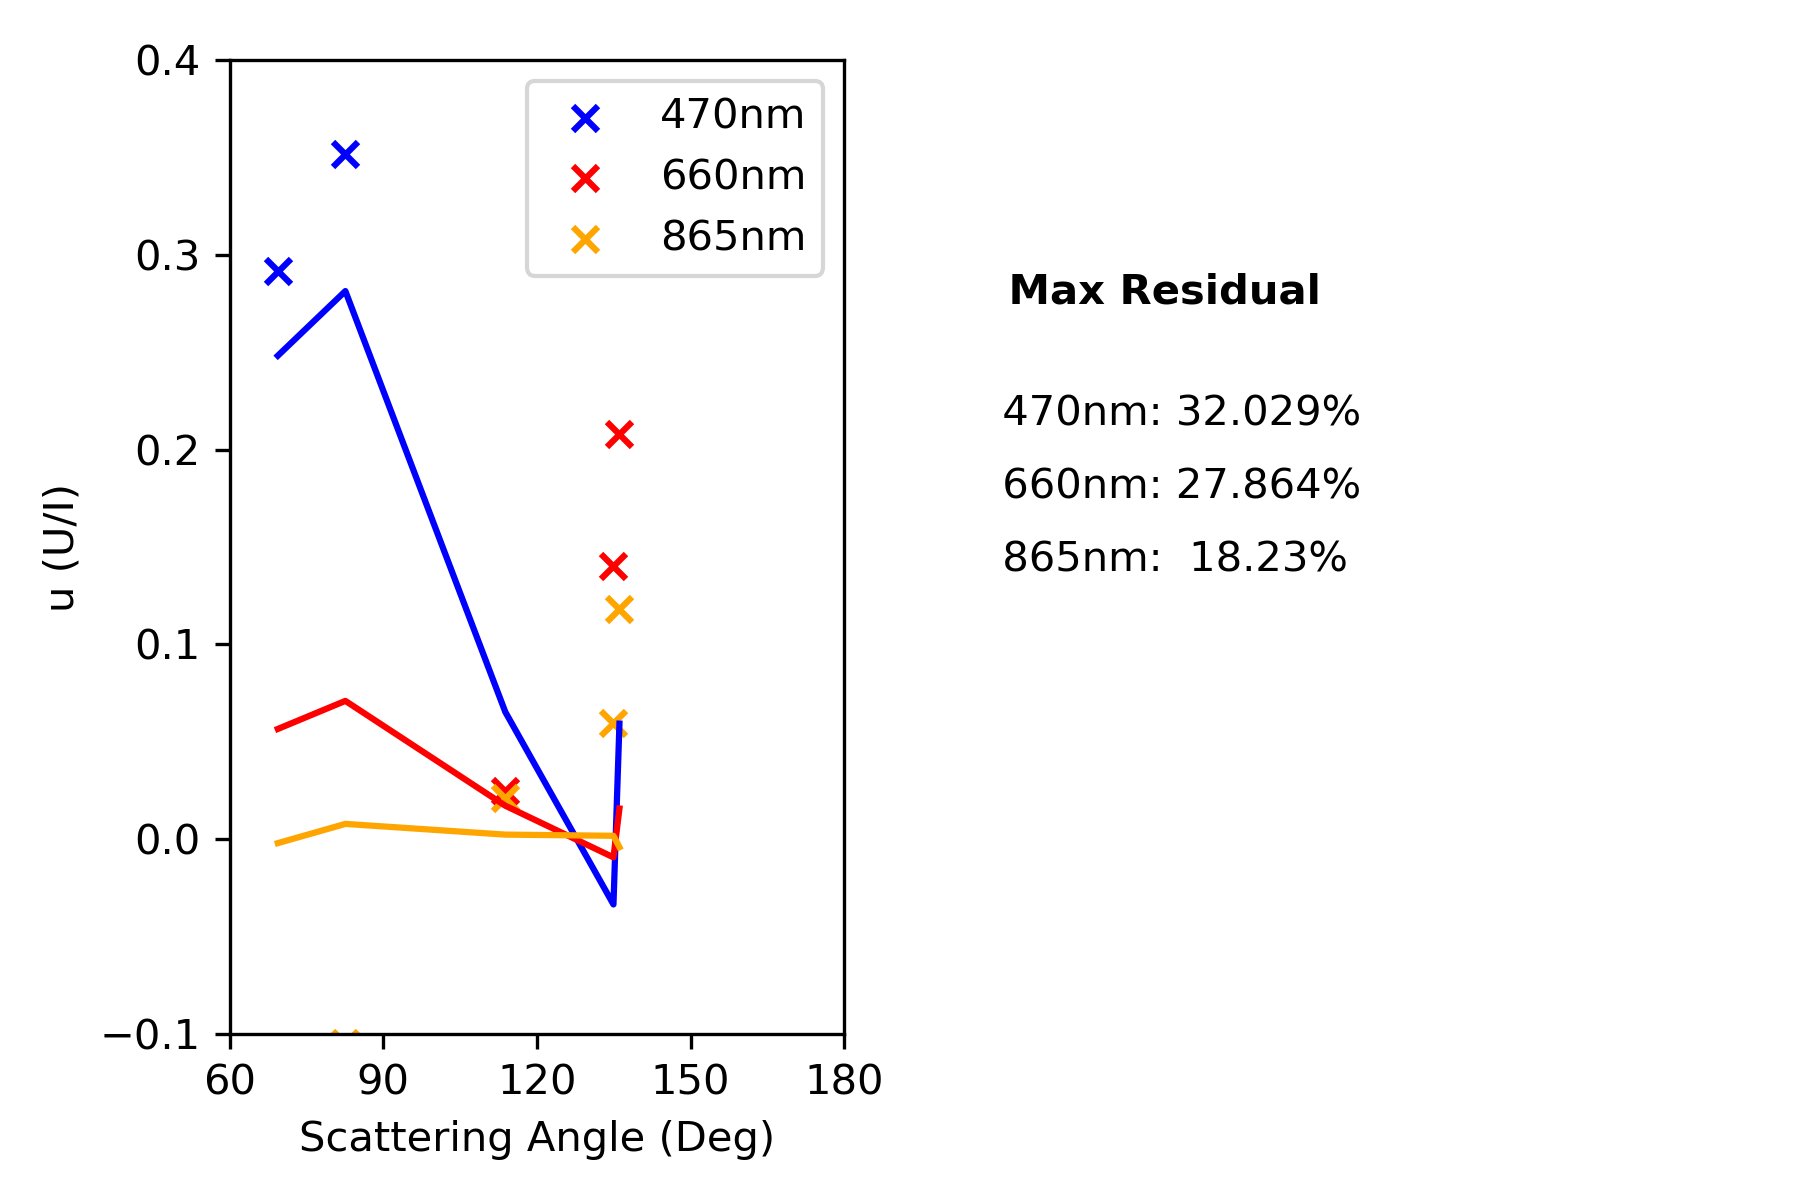 0.4
0.3
0.2
0.1
0.0
−0.1
u (U/I)
60 90 120 150 180
Scattering Angle (Deg)
470nm
660nm
865nm
Max Residual
470nm: 32.029%
660nm: 27.864%
865nm: 18.23%